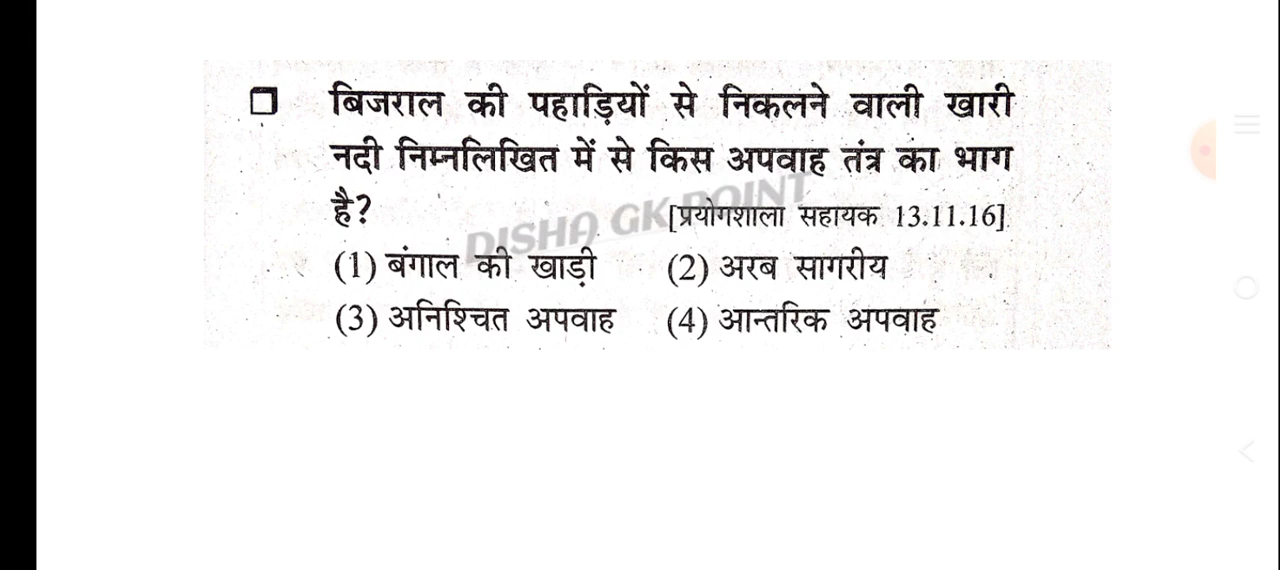 बिजराल की पहाड़ियों से निकलने वाली खारी
नदी निम्नलिखित में से किस अपवाह तंत्र का भाग
है? [प्रयोगशाला सहायक 13.11.16]
DISHA GK POINT
(1) बंगाल की खाड़ी (2) अरब सागरीय
(3) अनिश्चित अपवाह (4) आन्तरिक अपवाह